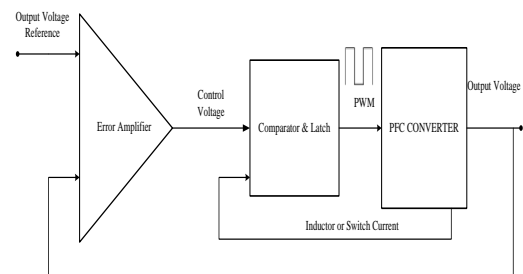 Output Voltage
Reference
Error Amplifier
Control
Voltage
Comparator & Latch
PWM
PFC CONVERTER
Output Voltage
Inductor or Switch Current